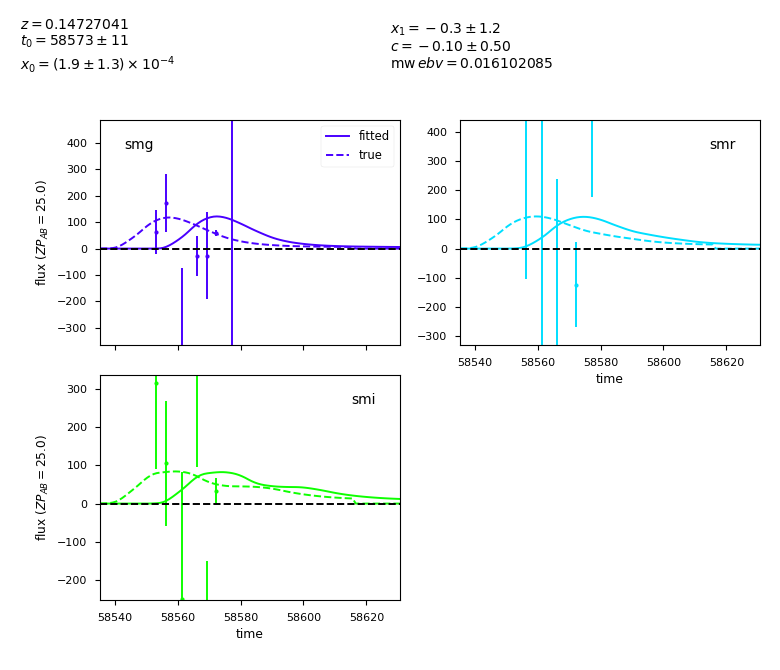 z = 0.14727041
t₀ = 58573 ± 11
x₀ = (1.9 ± 1.3) × 10⁻⁴
x₁ = −0.3 ± 1.2
c = −0.10 ± 0.50
mw ebv = 0.016102085
smg
fitted
true
400
300
200
100
0
−100
−200
−300
flux (ZP_AB = 25.0)
smr
400
300
200
100
0
−100
−200
−300
58540 58560 58580 58600 58620
time
smi
300
200
100
0
−100
−200
flux (ZP_AB = 25.0)
58540 58560 58580 58600 58620
time